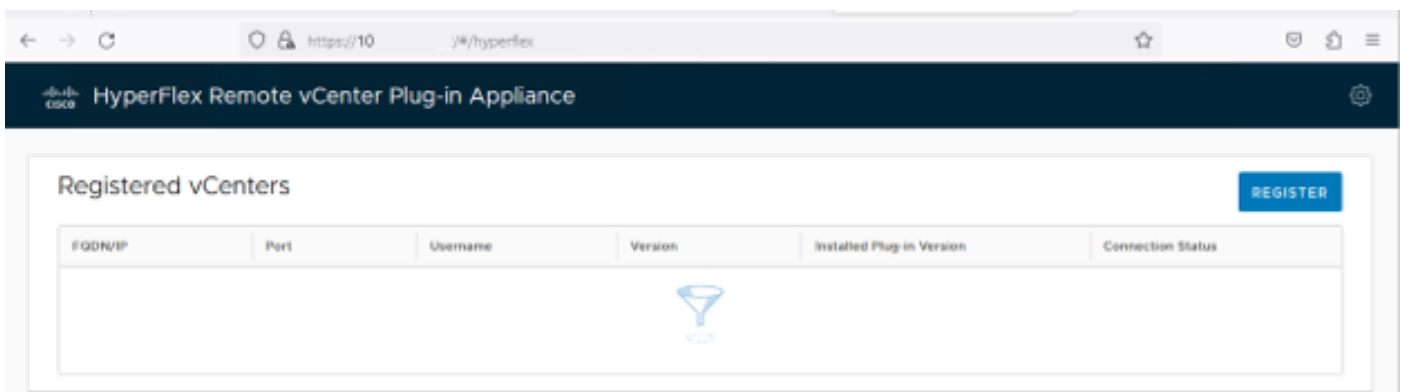 https://10 /#/hyperflex
CISCO HyperFlex Remote vCenter Plug-in Appliance
Registered vCenters
REGISTER
FQDN/IP Port Username Version Installed Plug-in Version Connection Status